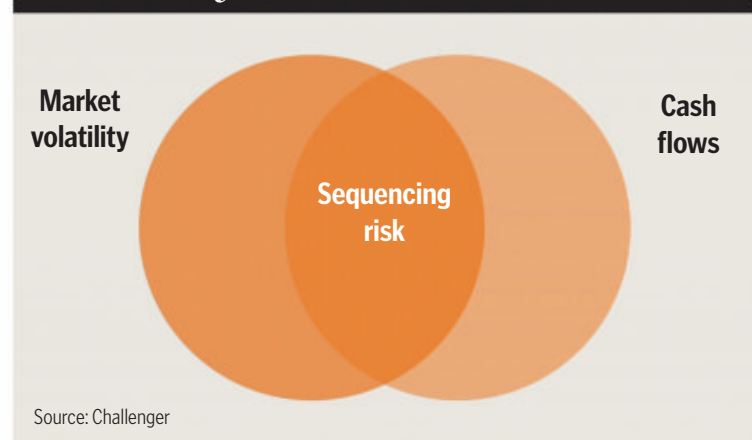 Market
volatility
Cash
flows
Sequencing
risk
Source: Challenger